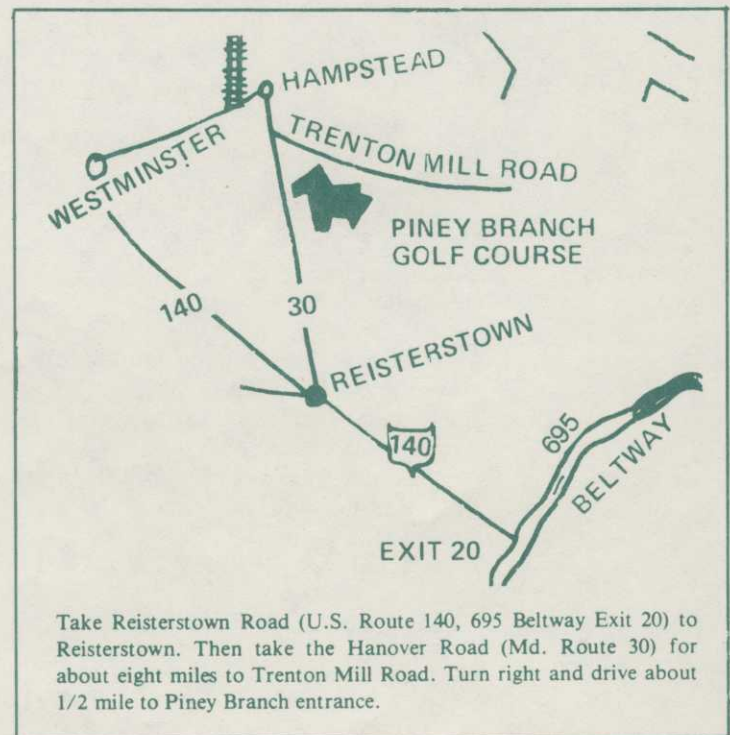 HAMPSTEAD
TRENTON MILL ROAD
WESTMINSTER
PINEY BRANCH
GOLF COURSE
140
30
REISTERSTOWN
140
695
BELTWAY
EXIT 20
Take Reisterstown Road (U.S. Route 140, 695 Beltway Exit 20) to
Reisterstown. Then take the Hanover Road (Md. Route 30) for
about eight miles to Trenton Mill Road. Turn right and drive about
1/2 mile to Piney Branch entrance.